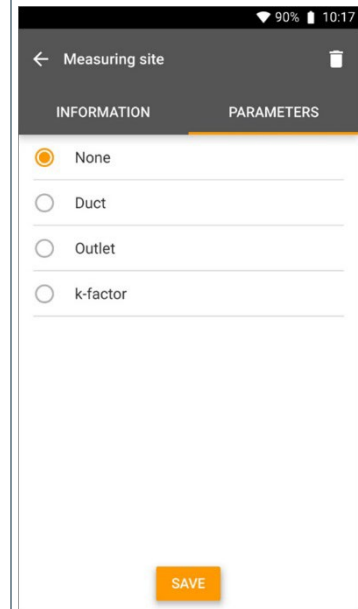 90% 10:17
Measuring site
INFORMATION PARAMETERS
None
Duct
Outlet
k-factor
SAVE